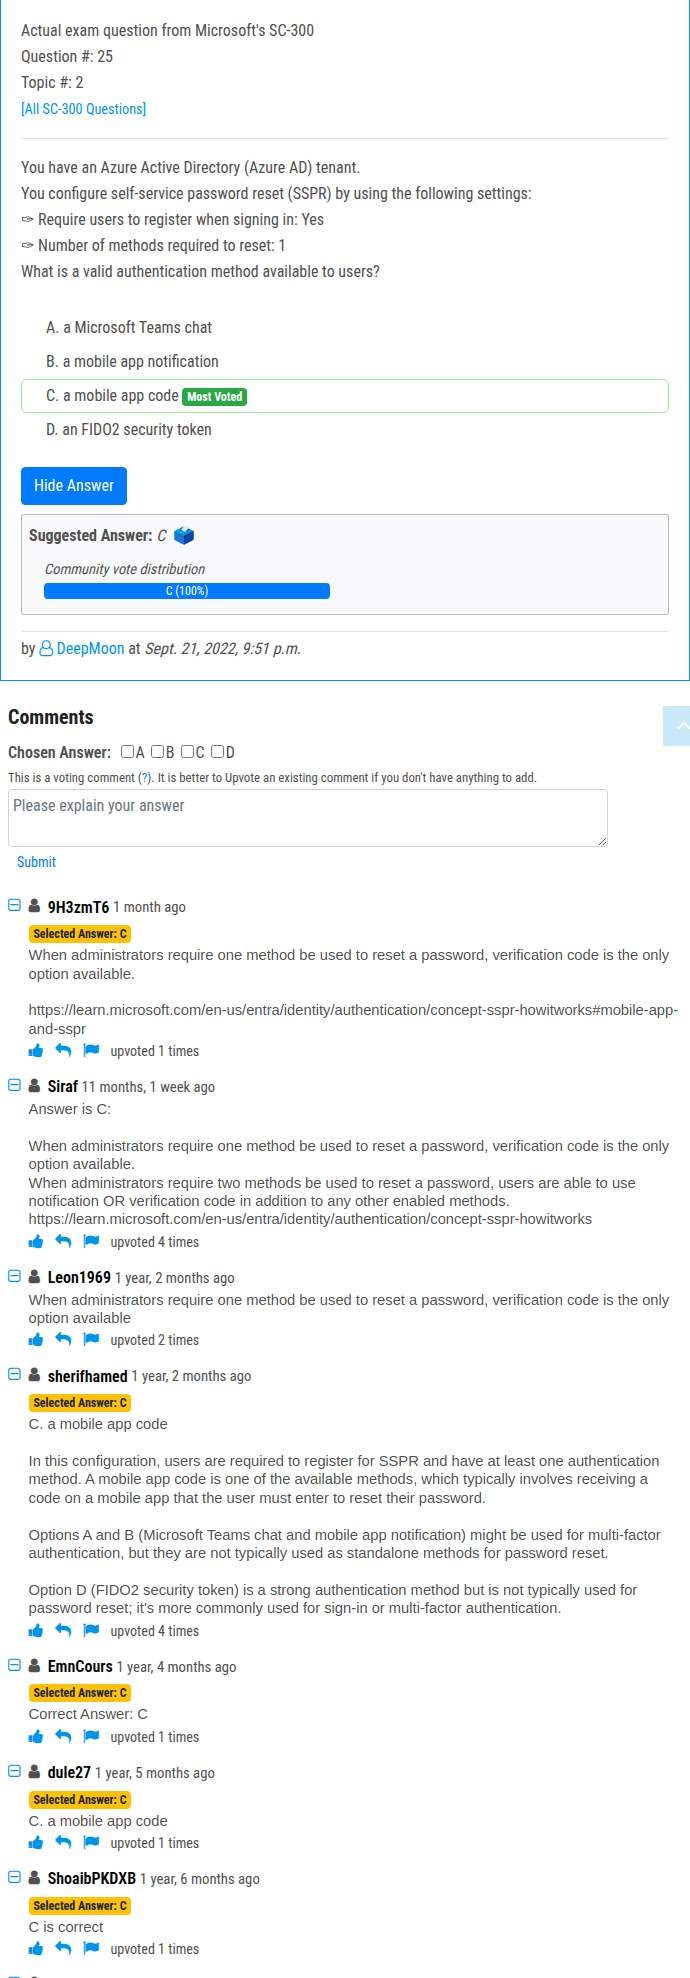 Actual exam question from Microsoft's SC-300
Question #: 25
Topic #: 2
[All SC-300 Questions]
You have an Azure Active Directory (Azure AD) tenant.
You configure self-service password reset (SSPR) by using the following settings:
✑ Require users to register when signing in: Yes
✑ Number of methods required to reset: 1
What is a valid authentication method available to users?
A. a Microsoft Teams chat
B. a mobile app notification
C. a mobile app code Most Voted
D. an FIDO2 security token
Hide Answer
Suggested Answer: C
Community vote distribution
C (100%)
by DeepMoon at Sept. 21, 2022, 9:51 p.m.
Comments
Chosen Answer: A B C D
This is a voting comment (?). It is better to Upvote an existing comment if you don't have anything to add.
Please explain your answer
Submit
9H3zmT6 1 month ago
Selected Answer: C
When administrators require one method be used to reset a password, verification code is the only
option available.
https://learn.microsoft.com/en-us/entra/identity/authentication/concept-sspr-howitworks#mobile-app-
and-sspr
upvoted 1 times
Siraf 11 months, 1 week ago
Answer is C:
When administrators require one method be used to reset a password, verification code is the only
option available.
When administrators require two methods be used to reset a password, users are able to use
notification OR verification code in addition to any other enabled methods.
https://learn.microsoft.com/en-us/entra/identity/authentication/concept-sspr-howitworks
upvoted 4 times
Leon1969 1 year, 2 months ago
When administrators require one method be used to reset a password, verification code is the only
option available
upvoted 2 times
sherifhamed 1 year, 2 months ago
Selected Answer: C
C. a mobile app code
In this configuration, users are required to register for SSPR and have at least one authentication
method. A mobile app code is one of the available methods, which typically involves receiving a
code on a mobile app that the user must enter to reset their password.
Options A and B (Microsoft Teams chat and mobile app notification) might be used for multi-factor
authentication, but they are not typically used as standalone methods for password reset.
Option D (FIDO2 security token) is a strong authentication method but is not typically used for
password reset; it's more commonly used for sign-in or multi-factor authentication.
upvoted 4 times
EmnCours 1 year, 4 months ago
Selected Answer: C
Correct Answer: C
upvoted 1 times
dule27 1 year, 5 months ago
Selected Answer: C
C. a mobile app code
upvoted 1 times
ShoaibPKDXB 1 year, 6 months ago
Selected Answer: C
C is correct
upvoted 1 times